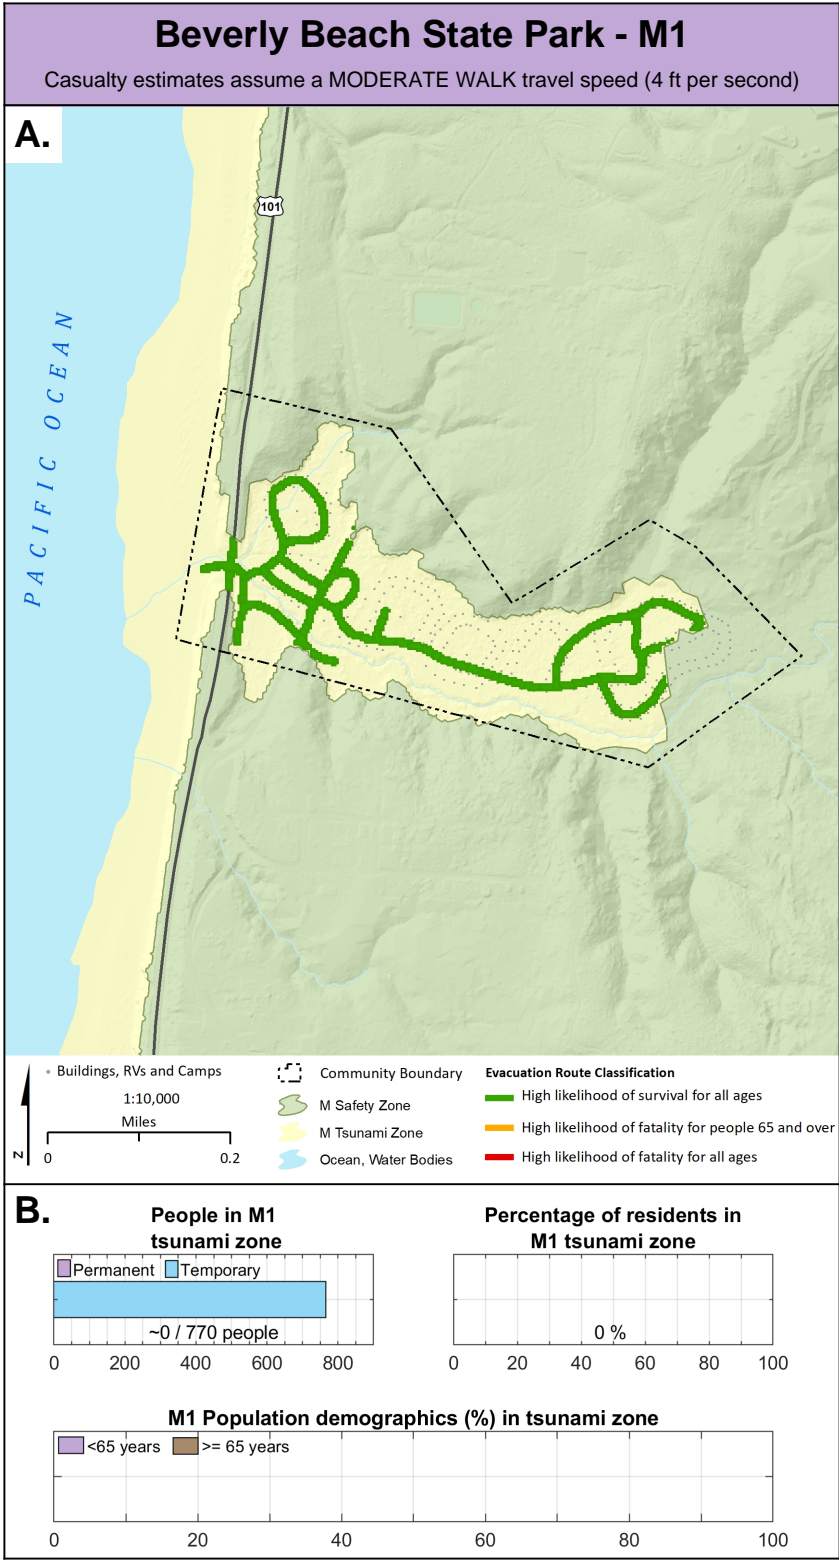 Beverly Beach State Park - M1
Casualty estimates assume a MODERATE WALK travel speed (4 ft per second)
A.
101
PACIFIC OCEAN
Buildings, RVs and Camps
1:10,000
Miles
0 0.2
N
Community Boundary
M Safety Zone
M Tsunami Zone
Ocean, Water Bodies
Evacuation Route Classification
High likelihood of survival for all ages
High likelihood of fatality for people 65 and over
High likelihood of fatality for all ages
B.
People in M1
tsunami zone
Permanent Temporary
~0 / 770 people
0 200 400 600 800
Percentage of residents in
M1 tsunami zone
0 %
0 20 40 60 80 100
M1 Population demographics (%) in tsunami zone
<65 years >= 65 years
0 20 40 60 80 100